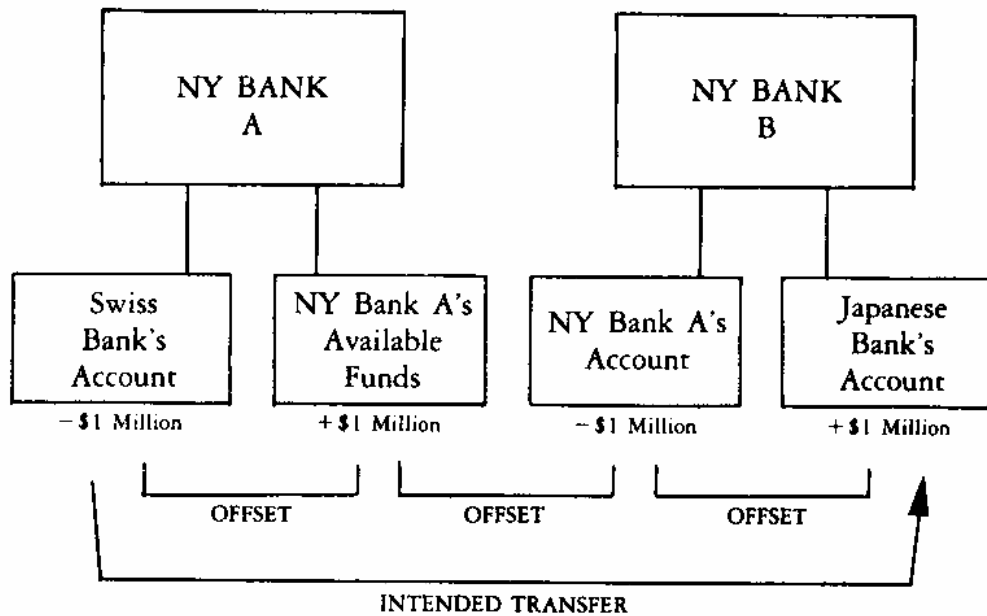 NY BANK
A
NY BANK
B
Swiss
Bank's
Account
NY Bank A's
Available
Funds
NY Bank A's
Account
Japanese
Bank's
Account
−$1 Million
+$1 Million
−$1 Million
+$1 Million
OFFSET
OFFSET
OFFSET
INTENDED TRANSFER